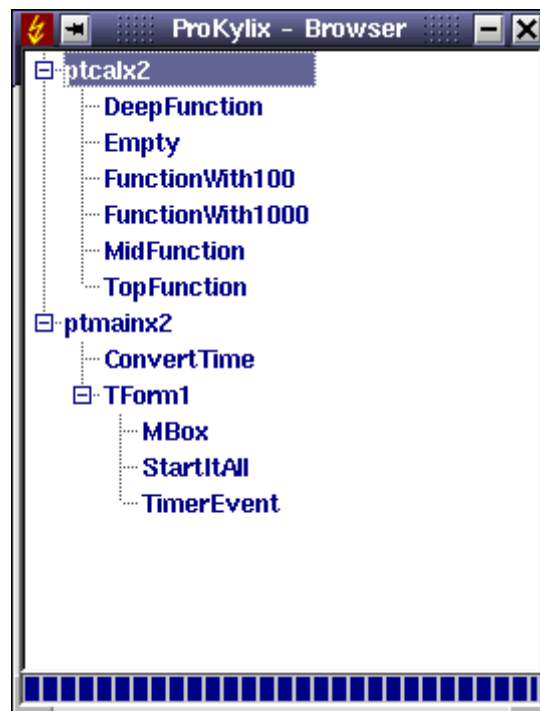 ProKylix - Browser
ptcalx2
DeepFunction
Empty
FunctionWith100
FunctionWith1000
MidFunction
TopFunction
ptmainx2
ConvertTime
TForm1
MBox
StartItAll
TimerEvent